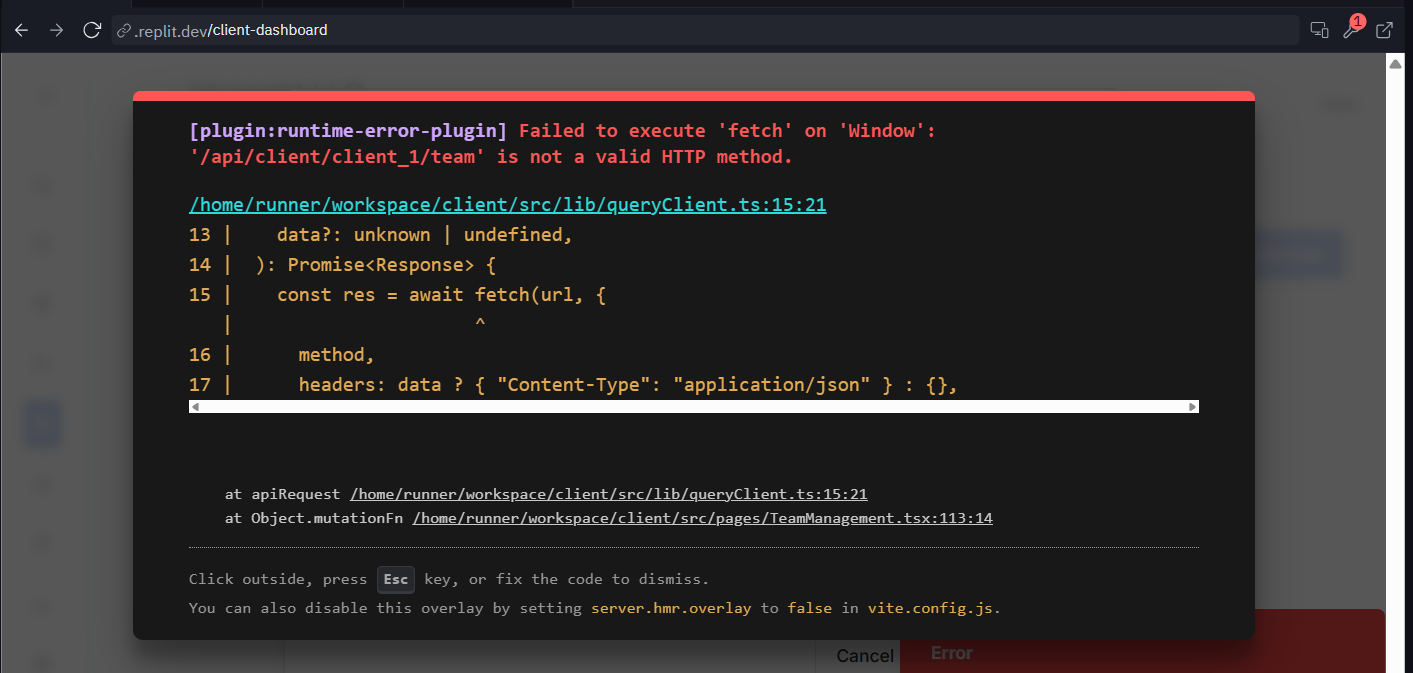 .replit.dev/client-dashboard
1
[plugin:runtime-error-plugin] Failed to execute 'fetch' on 'Window':
'/api/client/client_1/team' is not a valid HTTP method.
/home/runner/workspace/client/src/lib/queryClient.ts:15:21
13 |    data?: unknown | undefined,
14 |  ): Promise<Response> {
15 |    const res = await fetch(url, {
   |                      ^
16 |      method,
17 |      headers: data ? { "Content-Type": "application/json" } : {},
at apiRequest /home/runner/workspace/client/src/lib/queryClient.ts:15:21
at Object.mutationFn /home/runner/workspace/client/src/pages/TeamManagement.tsx:113:14
Click outside, press Esc key, or fix the code to dismiss.
You can also disable this overlay by setting server.hmr.overlay to false in vite.config.js.
Cancel
Error